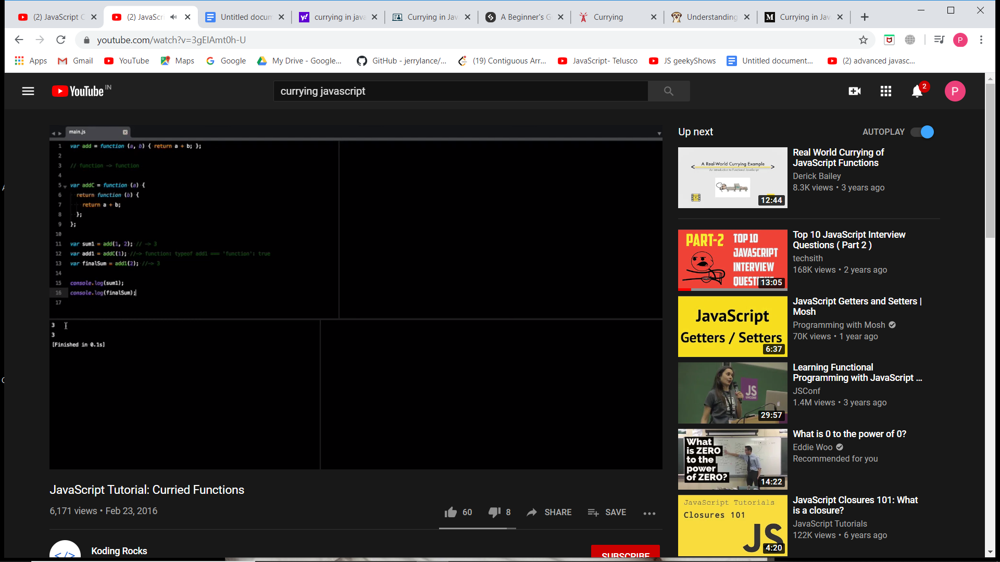 (2) JavaScript C
(2) JavaScri
Untitled docum
currying in java
Currying in Jav
A Beginner's G
Currying
Understanding
Currying in Jav
youtube.com/watch?v=3gEIAmt0h-U
P
Apps
Gmail
YouTube
Maps
Google
My Drive - Google...
GitHub - jerrylance/...
(19) Contiguous Arr...
JavaScript- Telusco
JS geekyShows
Untitled document...
(2) advanced javasc...
YouTube IN
currying javascript
2
P
main.js
1 var add = function (a, b) { return a + b; };
2
3 // function -> function
4
5 var addC = function (a) {
6 return function (b) {
7 return a + b;
8 };
9 };
10
11 var sum1 = add(1, 2); // -> 3
12 var add1 = addC(1); //-> function: typeof add1 === 'function': true
13 var finalSum = add1(2); //-> 3
14
15 console.log(sum1);
16 console.log(finalSum);
17
3
3
[Finished in 0.1s]
JavaScript Tutorial: Curried Functions
6,171 views • Feb 23, 2016
60
8
SHARE
SAVE
Koding Rocks
SUBSCRIBE
Up next
AUTOPLAY
< A Real-World Currying Example >
An Introduction to Functional JavaScript
12:44
Real World Currying of
JavaScript Functions
Derick Bailey
8.3K views • 3 years ago
PART-2
TOP 10
JAVASCRIPT
INTERVIEW
QUESTI
13:05
Top 10 JavaScript Interview
Questions ( Part 2 )
techsith
168K views • 2 years ago
JavaScript
Getters / Setters
6:37
JavaScript Getters and Setters |
Mosh
Programming with Mosh
70K views • 1 year ago
JS
29:57
Learning Functional
Programming with JavaScript ...
JSConf
1.4M views • 3 years ago
What
is ZERO
to the
power
of ZERO?
14:22
What is 0 to the power of 0?
Eddie Woo
Recommended for you
JavaScript Tutorials
Closures 101
JS
4:20
JavaScript Closures 101: What
is a closure?
JavaScript Tutorials
122K views • 6 years ago